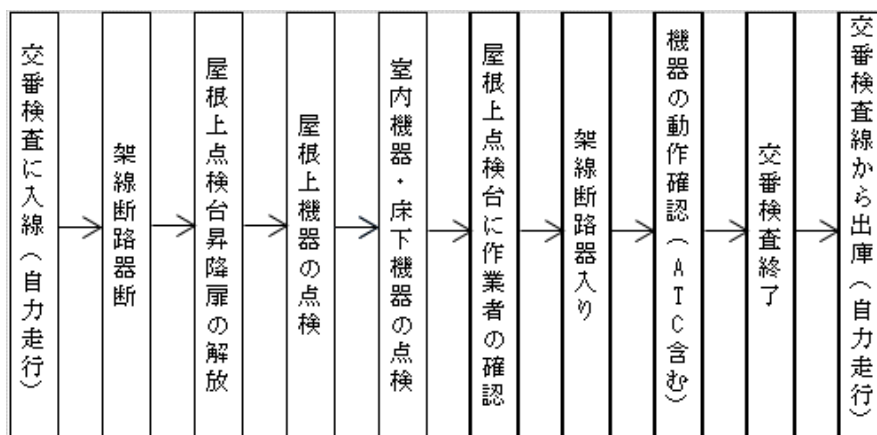 交番検査に入線（自力走行）
架線断路器断
屋根上点検台昇降扉の解放
屋根上機器の点検
室内機器・床下機器の点検
屋根上点検台に作業者の確認
架線断路器入り
機器の動作確認（ATC含む）
交番検査終了
交番検査線から出庫（自力走行）